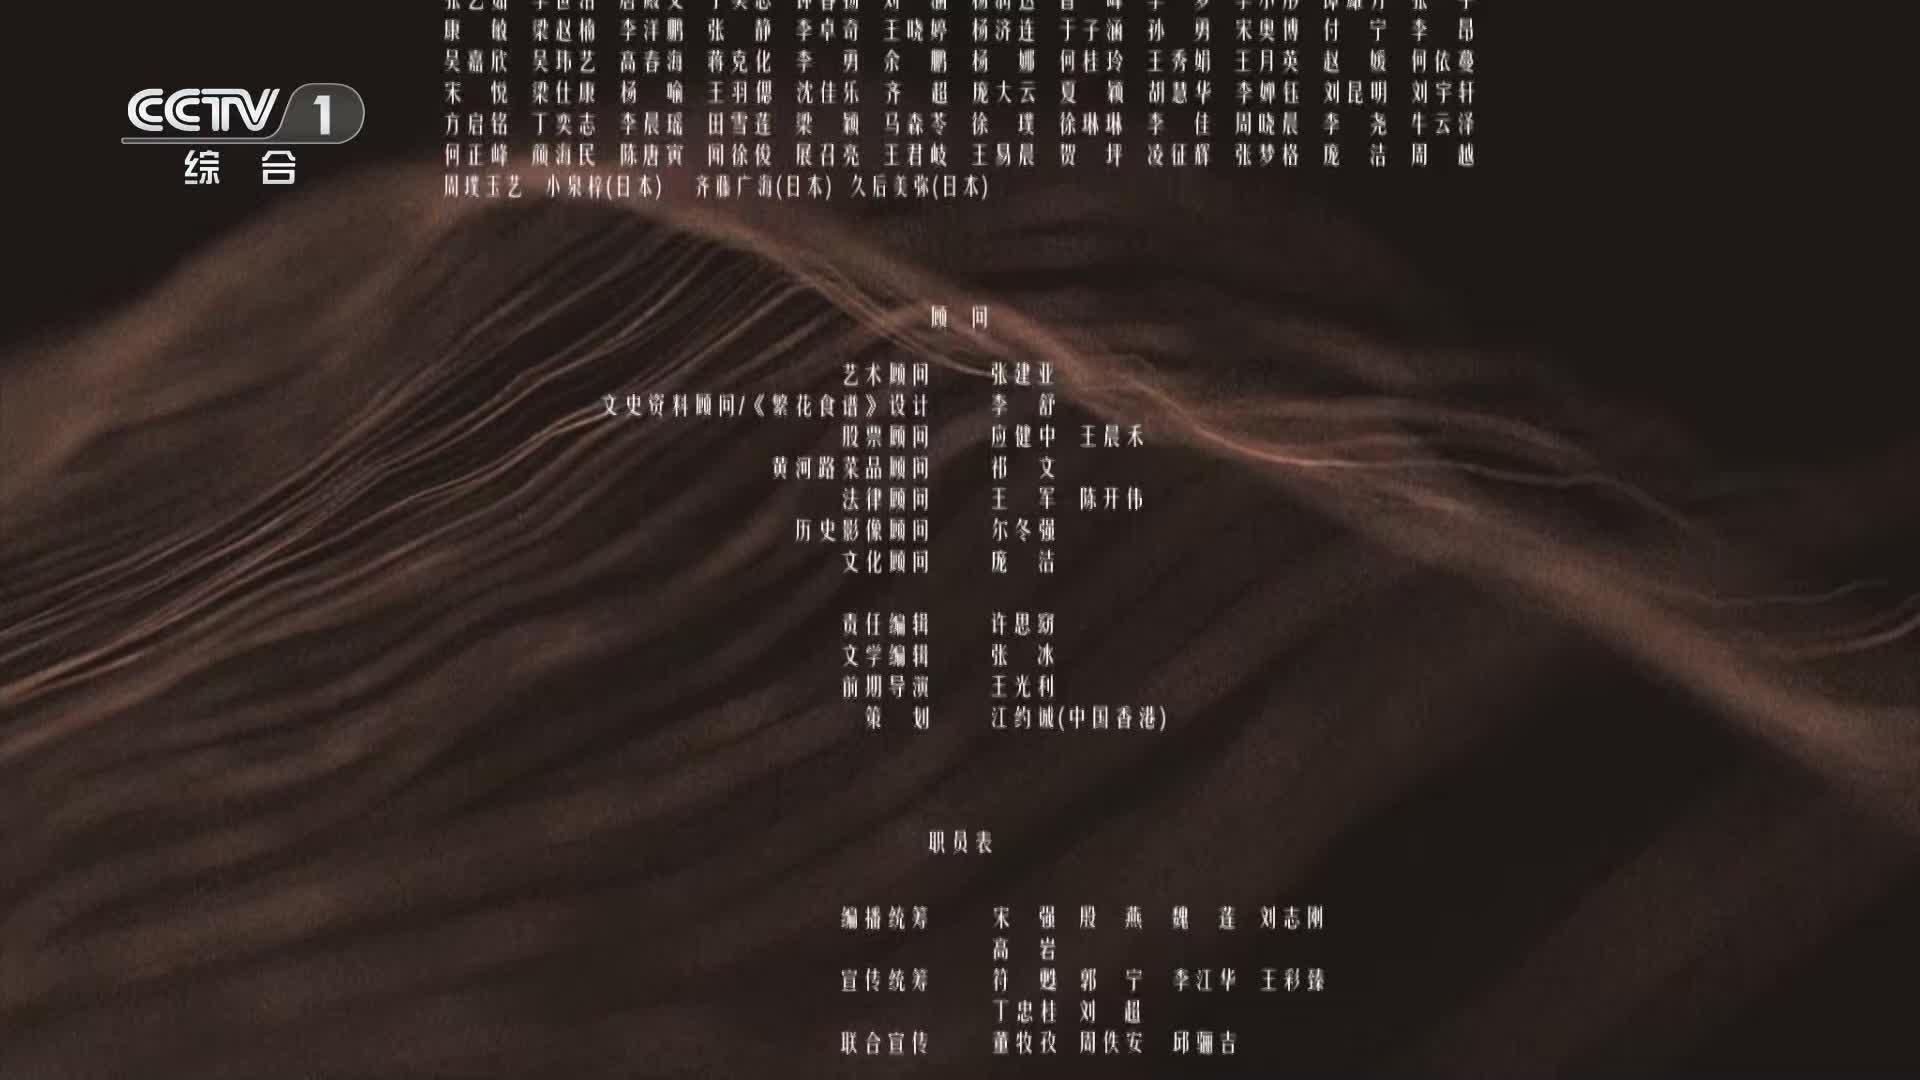 康敏 梁赵楠 李洋鹏 张静 李卓奇 王晓婷 杨济连 于子涵 孙勇 宋奥博 付宁 李昂
吴嘉欣 吴玮艺 高春海 蒋克化 李勇 余鹏 杨娜 何桂玲 王秀娟 王月英 赵媛 何依蔓
CCTV 1
宋悦 梁仕康 杨喻 王羽偲 沈佳乐 齐超 庞大云 夏颖 胡慧华 李婵钰 刘昆明 刘宇轩
方启铭 丁奕志 李晨瑶 田雪莲 梁颖 马森苓 徐璞 徐琳琳 李佳 周晓晨 李尧 牛云泽
综合
何正峰 颜海民 陈唐寅 闾徐俊 展召亮 王君岐 王易晨 贺坪 凌征辉 张梦格 庞洁 周越
周璞玉艺 小泉梓(日本) 齐藤广海(日本) 久后美弥(日本)
顾问
艺术顾问 张建亚
文史资料顾问/《繁花食谱》设计 李舒
股票顾问 应健中 王晨禾
黄河路菜品顾问 祁文
法律顾问 王军 陈开伟
历史影像顾问 尔冬强
文化顾问 庞洁
责任编辑 许思窈
文学编辑 张冰
前期导演 王光利
策划 江约诚(中国香港)
职员表
编播统筹 宋强 殷燕 魏莲 刘志刚
高岩
宣传统筹 符甦 郭宁 李江华 王彩臻
丁忠桂 刘超
联合宣传 董牧孜 周佚安 邱骊吉